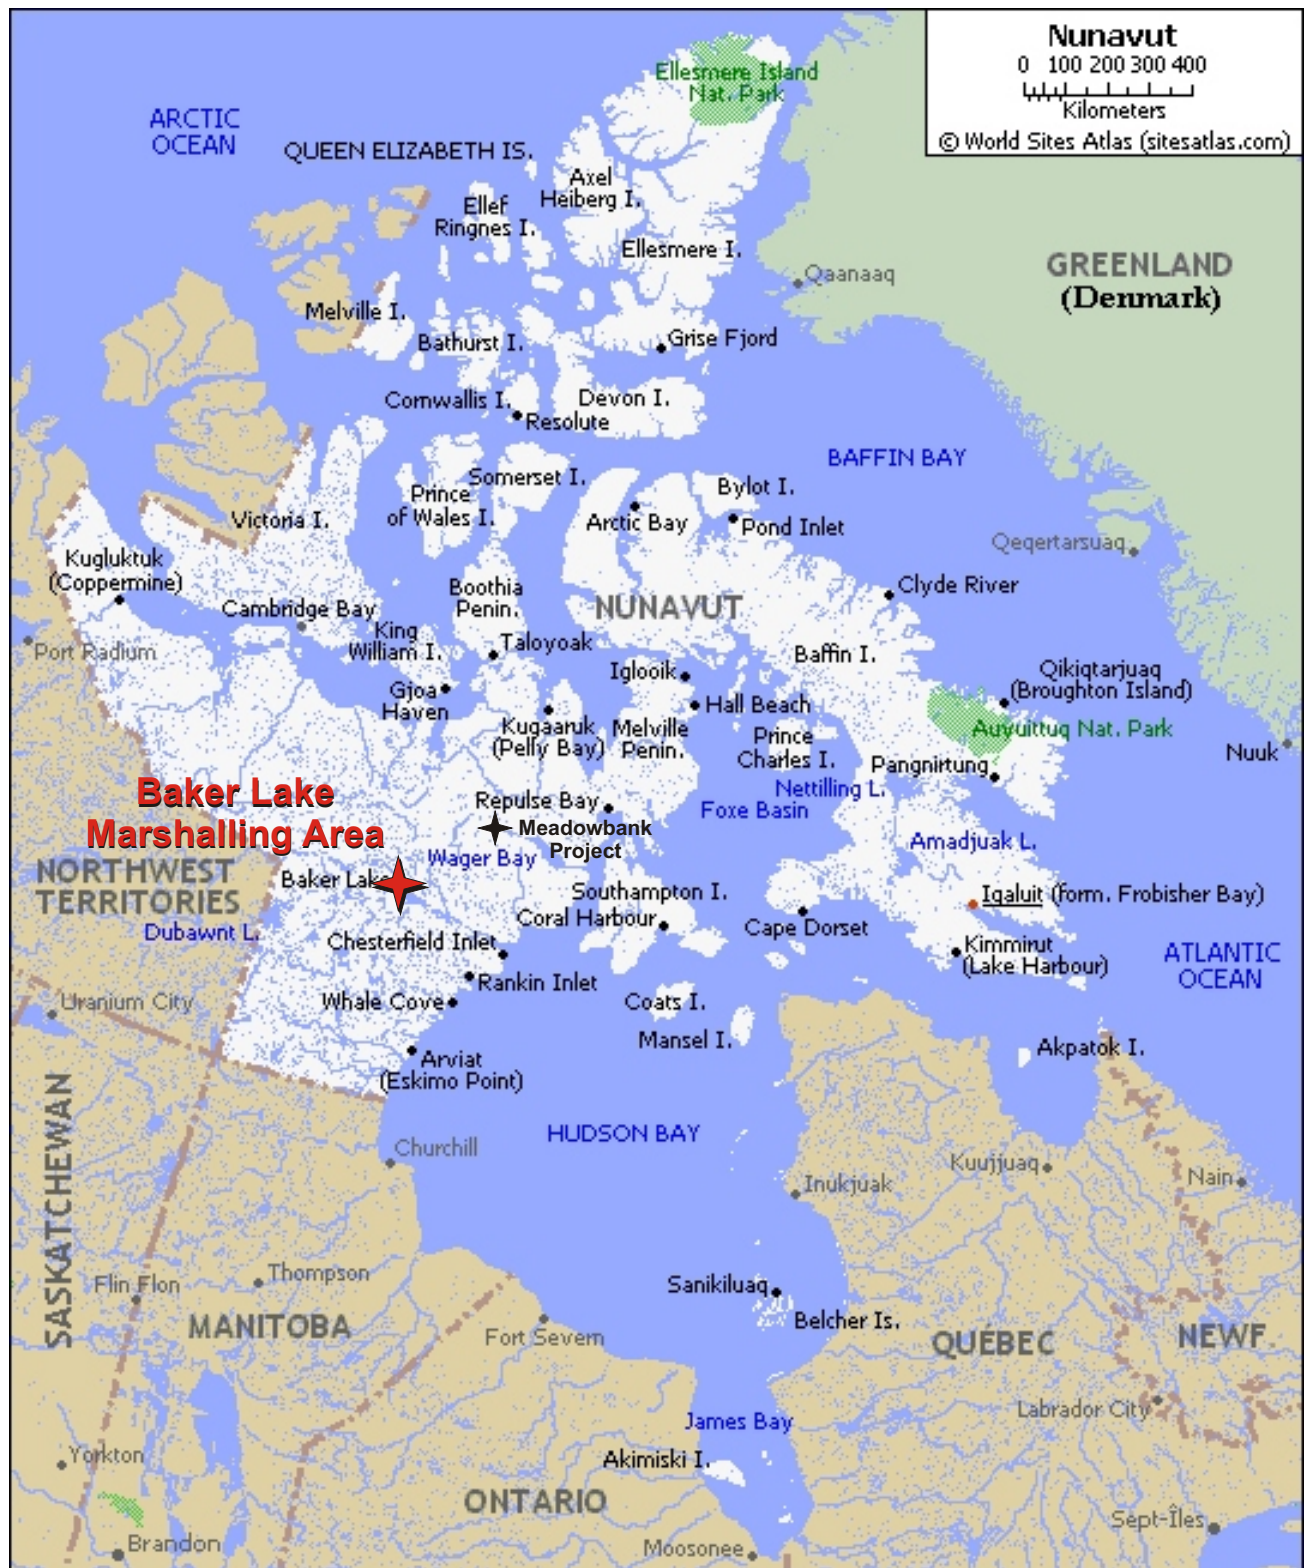 Nunavut
0 100 200 300 400
Kilometers
© World Sites Atlas (sitesatlas.com)
Ellesmere Island
Nat. Park
ARCTIC
OCEAN
QUEEN ELIZABETH IS.
Axel
Heiberg I.
Ellef
Ringnes I.
Ellesmere I.
GREENLAND
(Denmark)
Qaanaaq
Melville I.
Bathurst I.
Grise Fjord
Cornwallis I.
Devon I.
Resolute
BAFFIN BAY
Somerset I.
Prince
of Wales I.
Bylot I.
Victoria I.
Arctic Bay
Pond Inlet
Qeqertarsuaq
Kugluktuk
(Coppermine)
Boothia
Penin.
Clyde River
Cambridge Bay
NUNAVUT
King
William I.
Taloyoak
Port Radium
Baffin I.
Iglooik
Qikiqtarjuaq
(Broughton Island)
Gjoa
Haven
Hall Beach
Kugaaruk
(Pelly Bay)
Melville
Penin.
Prince
Charles I.
Auyuittuq Nat. Park
Nuuk
Pangnirtung
Nettilling L.
Baker Lake
Marshalling Area
Repulse Bay
Foxe Basin
Meadowbank
Project
Amadjuak L.
Wager Bay
NORTHWEST
TERRITORIES
Baker Lake
Southampton I.
Iqaluit (form. Frobisher Bay)
Coral Harbour
Cape Dorset
Dubawnt L.
Chesterfield Inlet
Kimmirut
(Lake Harbour)
ATLANTIC
OCEAN
Rankin Inlet
Uranium City
Whale Cove
Coats I.
Mansel I.
Akpatok I.
Arviat
(Eskimo Point)
SASKATCHEWAN
HUDSON BAY
Churchill
Kuujjuaq
Inukjuak
Nain
Flin Flon
Thompson
Sanikiluaq
MANITOBA
Fort Severn
Belcher Is.
QUÉBEC
NEWF.
Labrador City
James Bay
Yorkton
Akimiski I.
ONTARIO
Sept-Îles
Brandon
Moosonee